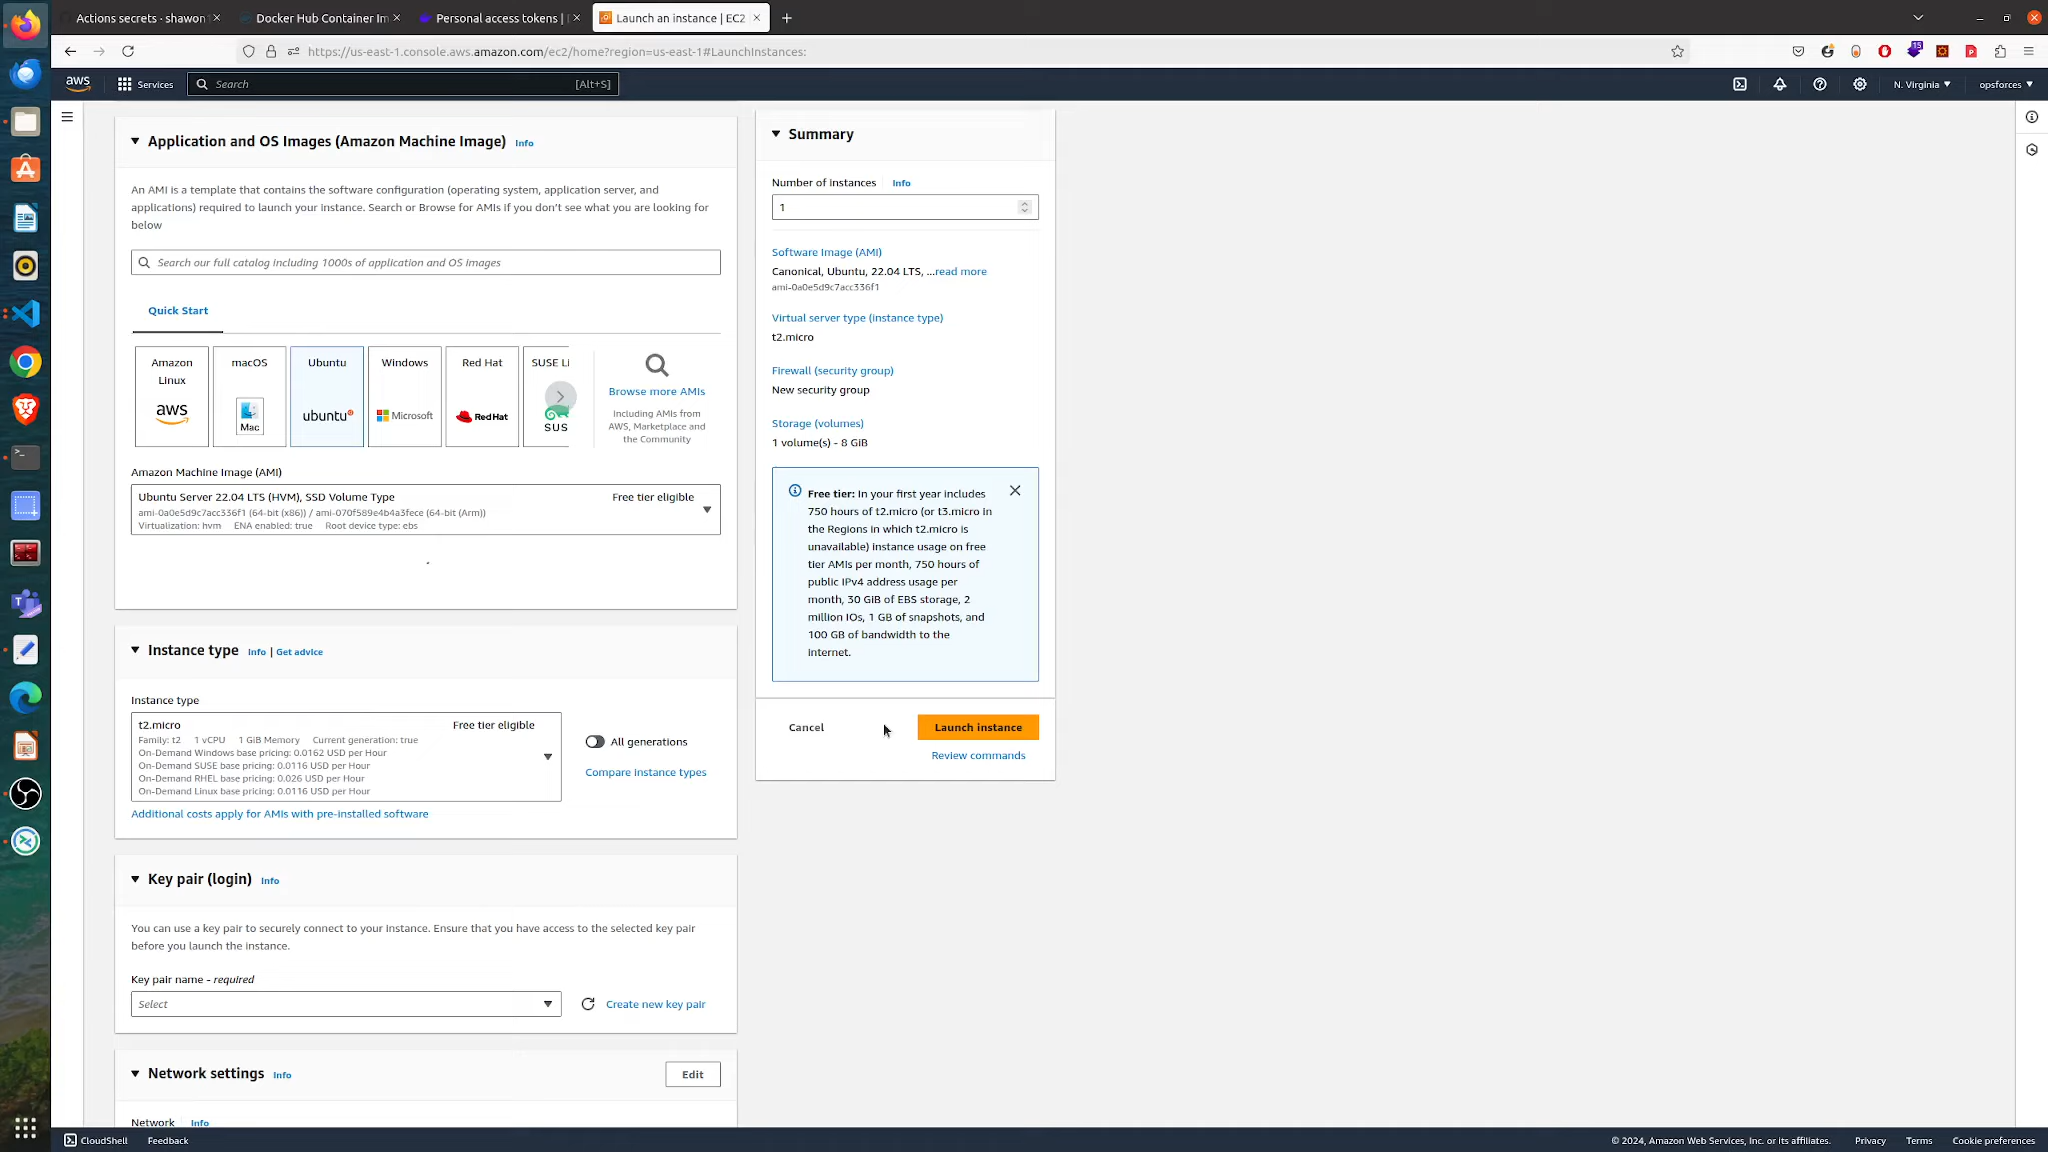 Actions secrets · shawon
Docker Hub Container Im
Personal access tokens | D
Launch an instance | EC2
https://us-east-1.console.aws.amazon.com/ec2/home?region=us-east-1#LaunchInstances:
15
aws
Services
Search
[Alt+S]
N. Virginia
opsforces
Application and OS Images (Amazon Machine Image) Info
An AMI is a template that contains the software configuration (operating system, application server, and
applications) required to launch your instance. Search or Browse for AMIs if you don't see what you are looking for
below
Search our full catalog including 1000s of application and OS images
Quick Start
Amazon
Linux
aws
macOS
Mac
Ubuntu
ubuntu
Windows
Microsoft
Red Hat
RedHat
SUSE Li
SUS
Browse more AMIs
Including AMIs from
AWS, Marketplace and
the Community
Amazon Machine Image (AMI)
Ubuntu Server 22.04 LTS (HVM), SSD Volume Type
Free tier eligible
ami-0a0e5d9c7acc336f1 (64-bit (x86)) / ami-070f589e4b4a3fece (64-bit (Arm))
Virtualization: hvm ENA enabled: true Root device type: ebs
Instance type Info | Get advice
Instance type
t2.micro
Free tier eligible
Family: t2 1 vCPU 1 GiB Memory Current generation: true
On-Demand Windows base pricing: 0.0162 USD per Hour
On-Demand SUSE base pricing: 0.0116 USD per Hour
On-Demand RHEL base pricing: 0.026 USD per Hour
On-Demand Linux base pricing: 0.0116 USD per Hour
All generations
Compare instance types
Additional costs apply for AMIs with pre-installed software
Key pair (login) Info
You can use a key pair to securely connect to your instance. Ensure that you have access to the selected key pair
before you launch the instance.
Key pair name - required
Select
Create new key pair
Network settings Info
Edit
Network Info
Summary
Number of instances Info
1
Software Image (AMI)
Canonical, Ubuntu, 22.04 LTS, ...read more
ami-0a0e5d9c7acc336f1
Virtual server type (instance type)
t2.micro
Firewall (security group)
New security group
Storage (volumes)
1 volume(s) - 8 GiB
Free tier: In your first year includes
750 hours of t2.micro (or t3.micro in
the Regions in which t2.micro is
unavailable) instance usage on free
tier AMIs per month, 750 hours of
public IPv4 address usage per
month, 30 GiB of EBS storage, 2
million IOs, 1 GB of snapshots, and
100 GB of bandwidth to the
internet.
Cancel
Launch instance
Review commands
CloudShell
Feedback
© 2024, Amazon Web Services, Inc. or its affiliates.
Privacy
Terms
Cookie preferences